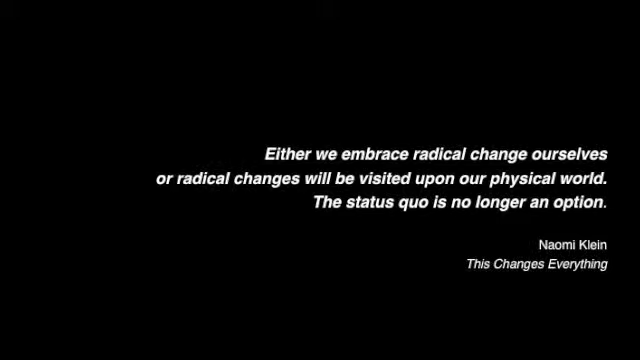 Either we embrace radical change ourselves
or radical changes will be visited upon our physical world.
The status quo is no longer an option.
Naomi Klein
This Changes Everything